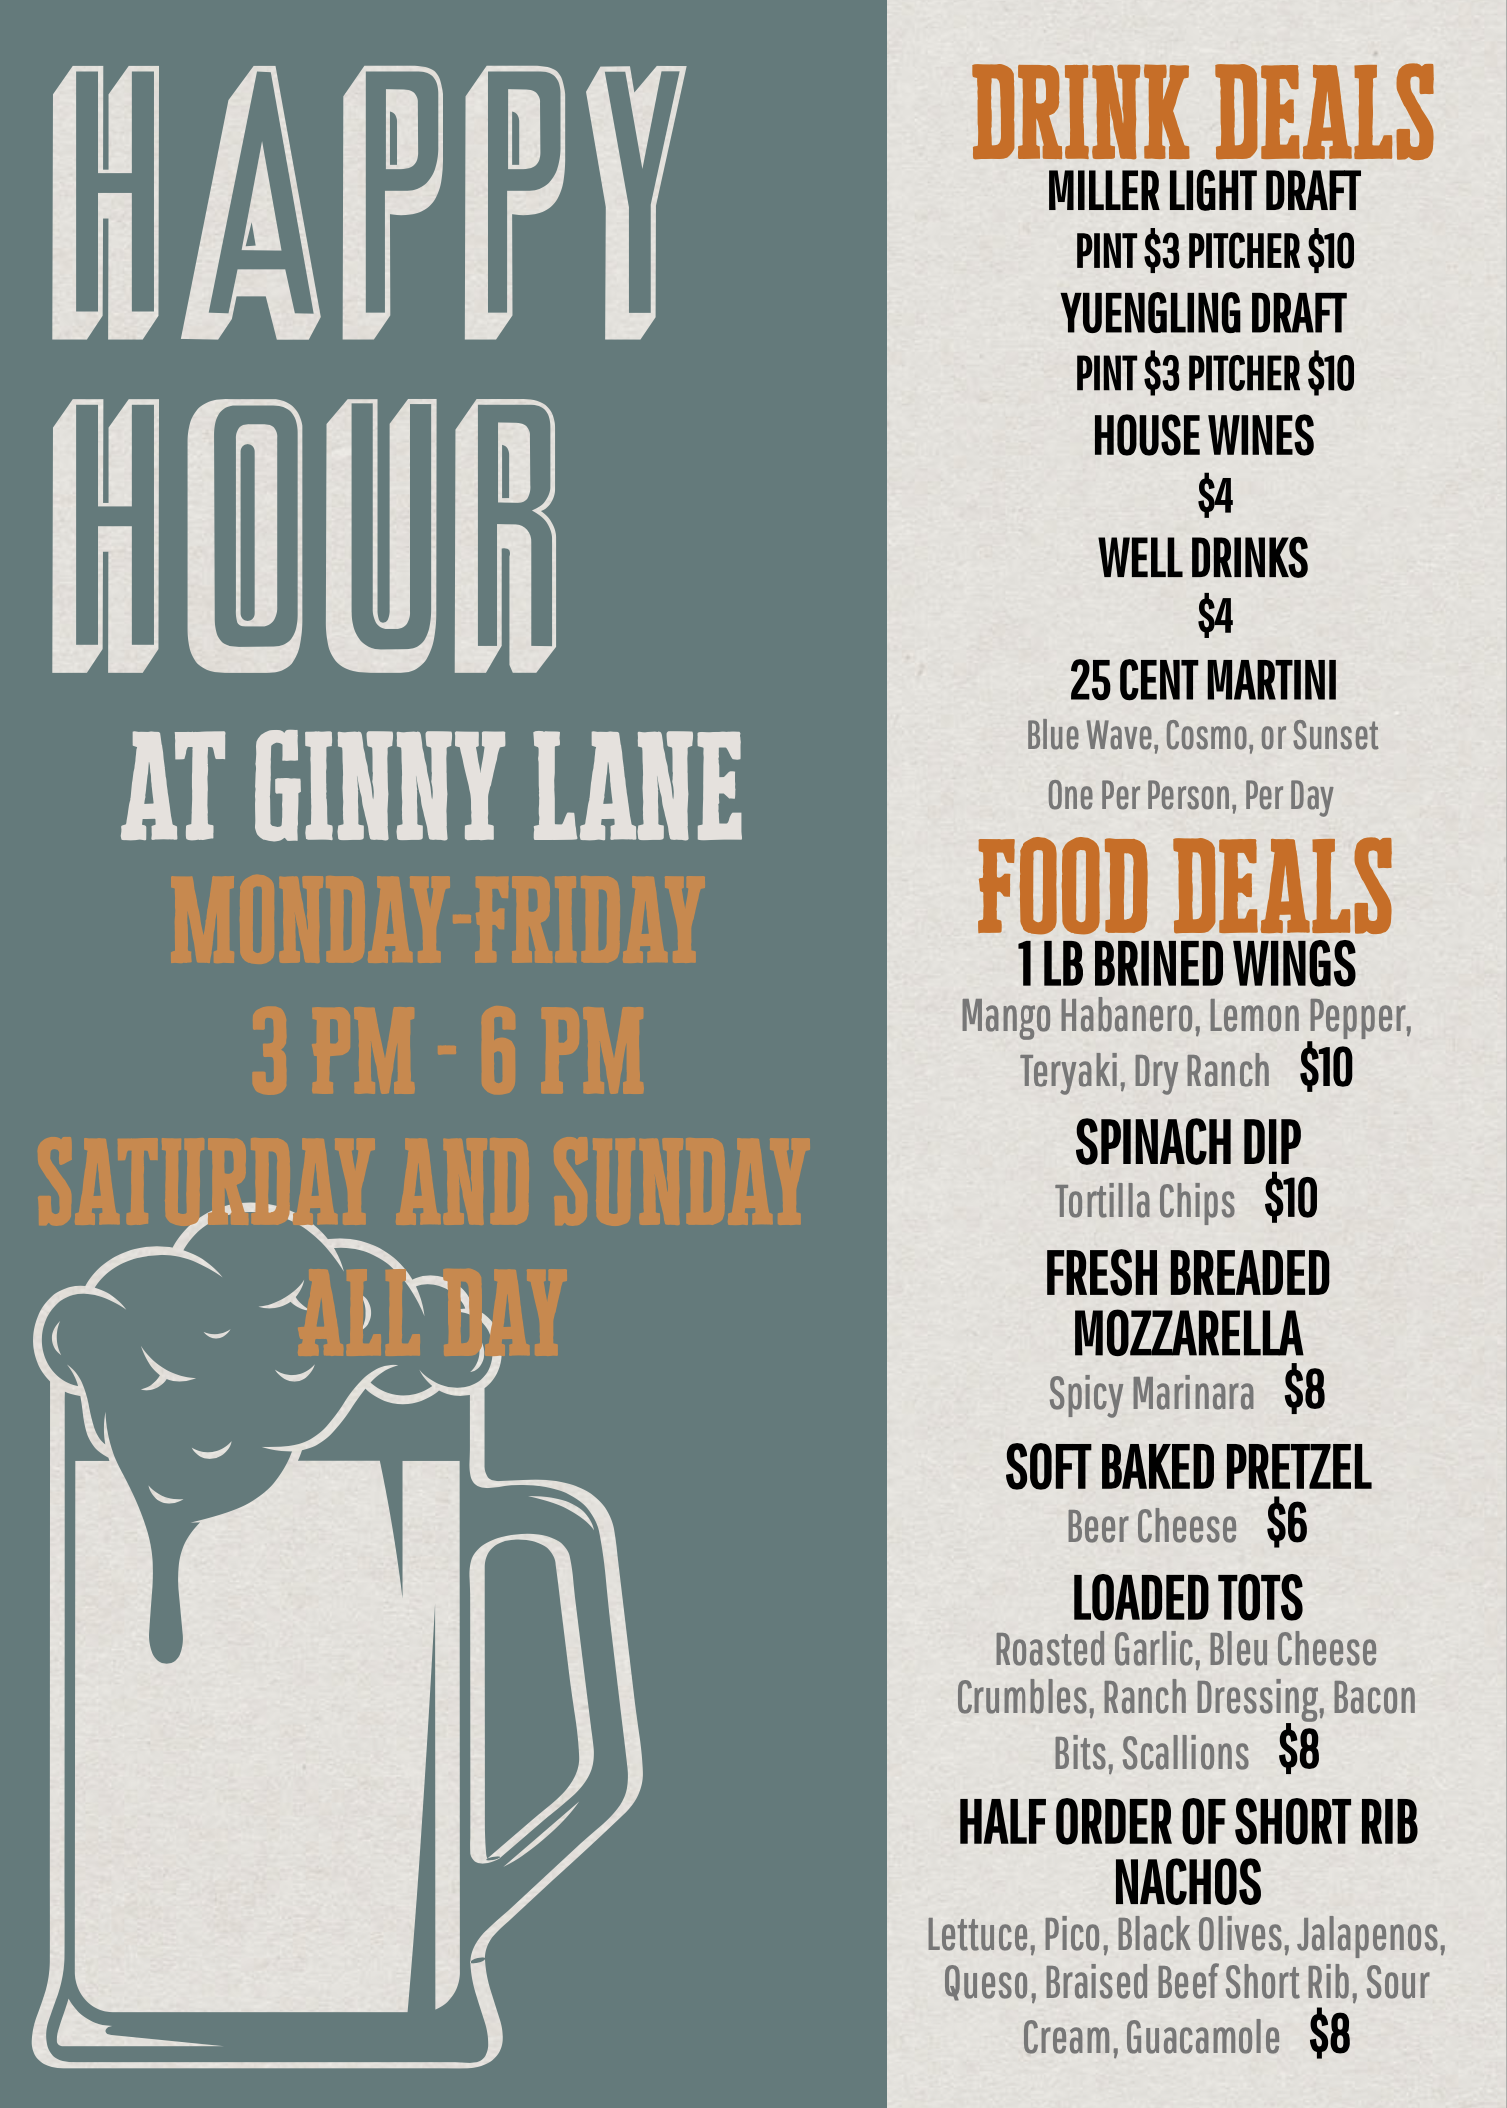 HAPPY
HOUR
AT GINNY LANE
MONDAY-FRIDAY
3 PM - 6 PM
SATURDAY AND SUNDAY
ALL DAY
DRINK DEALS
MILLER LIGHT DRAFT
PINT $3 PITCHER $10
YUENGLING DRAFT
PINT $3 PITCHER $10
HOUSE WINES
$4
WELL DRINKS
$4
25 CENT MARTINI
Blue Wave, Cosmo, or Sunset
One Per Person, Per Day
FOOD DEALS
1 LB BRINED WINGS
Mango Habanero, Lemon Pepper,
Teryaki, Dry Ranch $10
SPINACH DIP
Tortilla Chips $10
FRESH BREADED
MOZZARELLA
Spicy Marinara $8
SOFT BAKED PRETZEL
Beer Cheese $6
LOADED TOTS
Roasted Garlic, Bleu Cheese
Crumbles, Ranch Dressing, Bacon
Bits, Scallions $8
HALF ORDER OF SHORT RIB
NACHOS
Lettuce, Pico, Black Olives, Jalapenos,
Queso, Braised Beef Short Rib, Sour
Cream, Guacamole $8